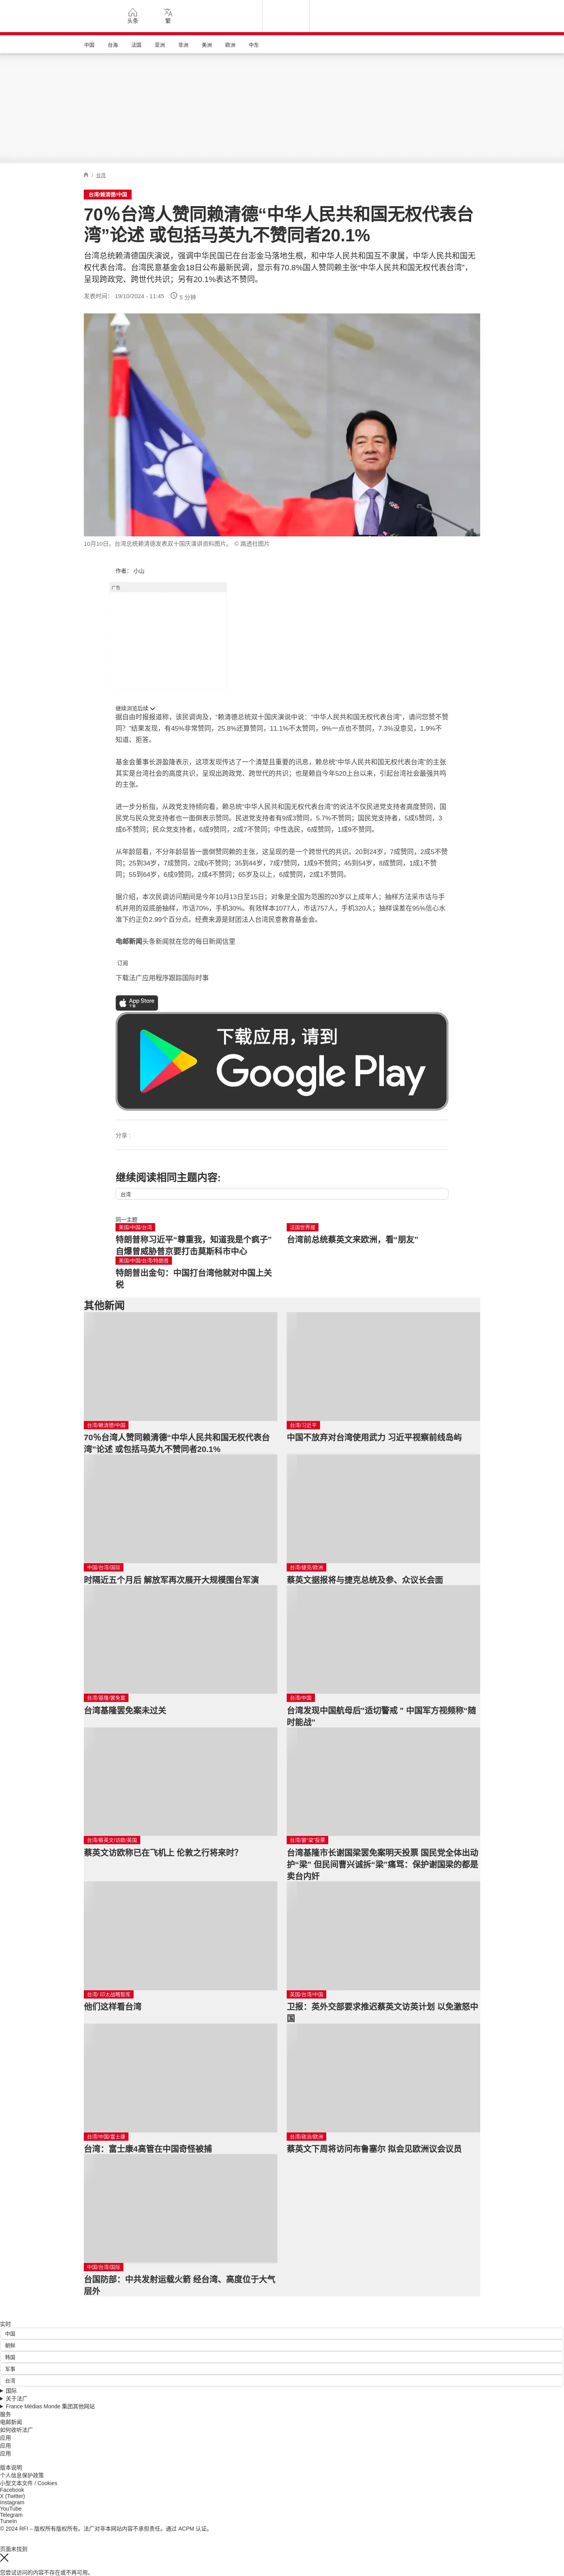 头条
繁
中国 台海 法国 亚洲 非洲 美洲 欧洲 中东
/ 台湾
台湾/赖清德/中国
70％台湾人赞同赖清德“中华人民共和国无权代表台
湾”论述 或包括马英九不赞同者20.1%
台湾总统赖清德国庆演说，强调中华民国已在台澎金马落地生根，和中华人民共和国互不隶属，中华人民共和国无
权代表台湾。台湾民意基金会18日公布最新民调，显示有70.8%国人赞同赖主张“中华人民共和国无权代表台湾”，
呈现跨政党、跨世代共识；另有20.1%表达不赞同。
发表时间： 19/10/2024 - 11:45 5 分钟
10月10日，台湾总统赖清德发表双十国庆演讲资料图片。 © 路透社图片
作者： 小山
广告
继续浏览后续
据自由时报报道称，该民调询及，“赖清德总统双十国庆演说中说：“中华人民共和国无权代表台湾”，请问您赞不赞
同？”结果发现，有45%非常赞同，25.8%还算赞同，11.1%不太赞同，9%一点也不赞同，7.3%没意见，1.9%不
知道、拒答。
基金会董事长游盈隆表示，这项发现传达了一个清楚且重要的讯息，赖总统“中华人民共和国无权代表台湾”的主张
其实是台湾社会的高度共识，呈现出跨政党、跨世代的共识；也是赖自今年520上台以来，引起台湾社会最强共鸣
的主张。
进一步分析指，从政党支持倾向看，赖总统“中华人民共和国无权代表台湾”的说法不仅民进党支持者高度赞同，国
民党与民众党支持者也一面倒表示赞同。民进党支持者有9成3赞同，5.7%不赞同；国民党支持者，5成5赞同，3
成6不赞同；民众党支持者，6成9赞同，2成7不赞同；中性选民，6成赞同，1成9不赞同。
从年龄层看，不分年龄层皆一面倒赞同赖的主张，这呈现的是一个跨世代的共识。20到24岁，7成赞同，2成5不赞
同；25到34岁，7成赞同，2成6不赞同；35到44岁，7成7赞同，1成9不赞同；45到54岁，8成赞同，1成1不赞
同；55到64岁，6成9赞同，2成4不赞同；65岁及以上，6成赞同，2成1不赞同。
据介绍，本次民调访问期间是今年10月13日至15日；对象是全国为范围的20岁以上成年人；抽样方法采市话与手
机并用的双底册抽样，市话70%，手机30%。有效样本1077人，市话757人，手机320人；抽样误差在95%信心水
准下约正负2.99个百分点。经费来源是财团法人台湾民意教育基金会。
电邮新闻头条新闻就在您的每日新闻信里
订阅
下载法广应用程序跟踪国际时事
App Store
下载
下载应用，请到
Google Play
分享 :
继续阅读相同主题内容:
台湾
同一主题
美国/中国/台湾
特朗普称习近平“尊重我，知道我是个疯子”
自爆曾威胁普京要打击莫斯科市中心
法国世界报
台湾前总统蔡英文来欧洲，看“朋友”
美国/中国/台湾/特朗普
特朗普出金句：中国打台湾他就对中国上关
税
其他新闻
台湾/赖清德/中国
70％台湾人赞同赖清德“中华人民共和国无权代表台
湾”论述 或包括马英九不赞同者20.1%
台湾/习近平
中国不放弃对台湾使用武力 习近平视察前线岛屿
中国/台湾/国际
时隔近五个月后 解放军再次展开大规模围台军演
台湾/捷克/欧洲
蔡英文据报将与捷克总统及参、众议长会面
台湾/基隆/罢免案
台湾基隆罢免案未过关
台湾/中国
台湾发现中国航母后"适切警戒 " 中国军方视频称“随
时能战”
台湾/蔡英文/访欧/英国
蔡英文访欧称已在飞机上 伦敦之行将来时？
台湾/罢"梁"投票
台湾基隆市长谢国梁罢免案明天投票 国民党全体出动
护“梁” 但民间曹兴诚拆“梁”痛骂：保护谢国梁的都是
卖台内奸
台湾/ 印太战略智库
他们这样看台湾
英国/台湾/中国
卫报：英外交部要求推迟蔡英文访英计划 以免激怒中
国
台湾/中国/富士康
台湾：富士康4高管在中国奇怪被捕
台湾/政治/欧洲
蔡英文下周将访问布鲁塞尔 拟会见欧洲议会议员
中国/台湾/国际
台国防部：中共发射运载火箭 经台湾、高度位于大气
层外
实时
中国
朝鲜
韩国
军事
台湾
国际
关于法广
France Médias Monde 集团其他网站
服务
电邮新闻
如何收听法广
应用
应用
应用
版本说明
个人信息保护政策
小型文本文件 / Cookies
Facebook
X (Twitter)
Instagram
YouTube
Telegram
TuneIn
© 2024 RFI – 版权所有版权所有。法广对非本网站内容不承担责任。通过 ACPM 认证。
页面未找到
您尝试访问的内容不存在或不再可用。